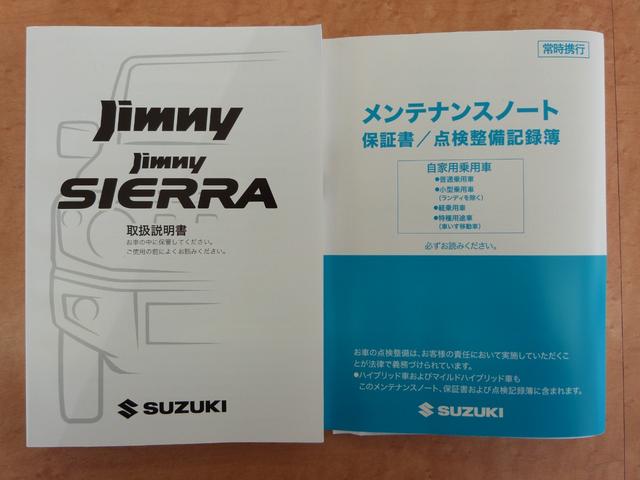 Jimny
Jimny
SIERRA
取扱説明書
お車の中に保管してください。
ご使用の前によくお読みください。
SUZUKI
常時携行
メンテナンスノート
保証書／点検整備記録簿
自家用乗用車
●普通乗用車
●小型乗用車
(ランディを除く)
●軽乗用車
●特種用途車
(車いす移動車)
必ずお読みください。
お車の点検整備は、お客様の責任において実施していただくこ
とが法律で義務づけられています。
●ハイブリッド車およびマイルドハイブリッド車も
このメンテナンスノート、保証書および点検記録簿に含まれます。
SUZUKI